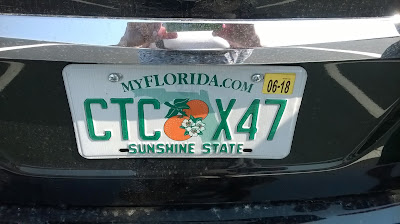 MYFLORIDA.COM
06-18
CTC X47
SUNSHINE STATE